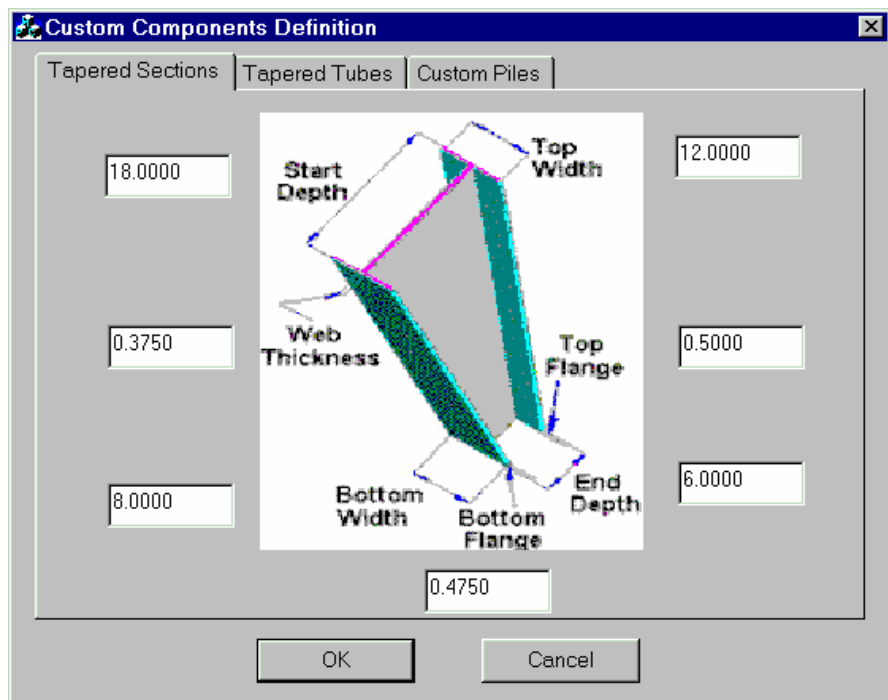 Custom Components Definition
Tapered Sections
Tapered Tubes
Custom Piles
18.0000
Start
Depth
Top
Width
12.0000
0.3750
Web
Thickness
Top
Flange
0.5000
8.0000
Bottom
Width
Bottom
Flange
End
Depth
6.0000
0.4750
OK
Cancel